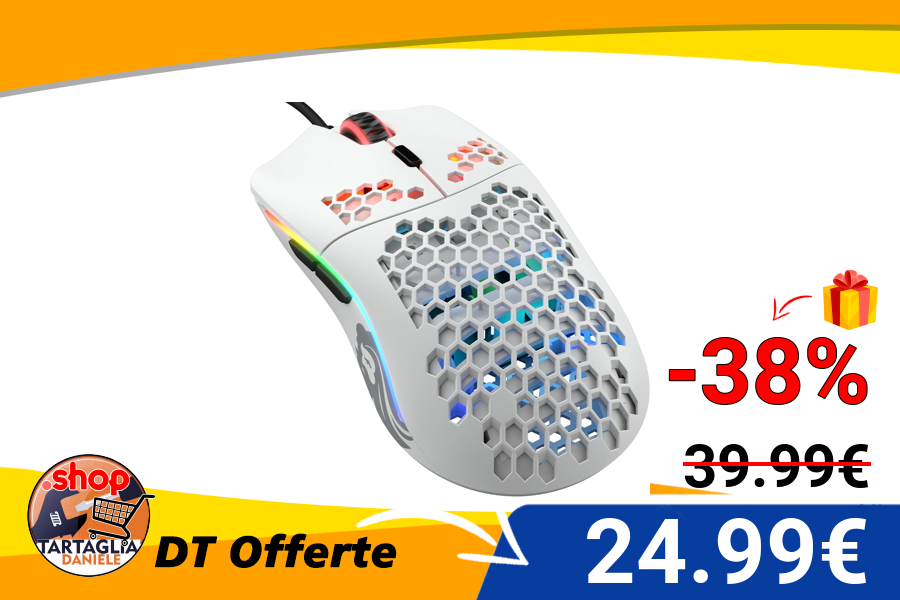 -38%
39.99€
24.99€
.shop
TARTAGLIA
DANIELE
DT Offerte